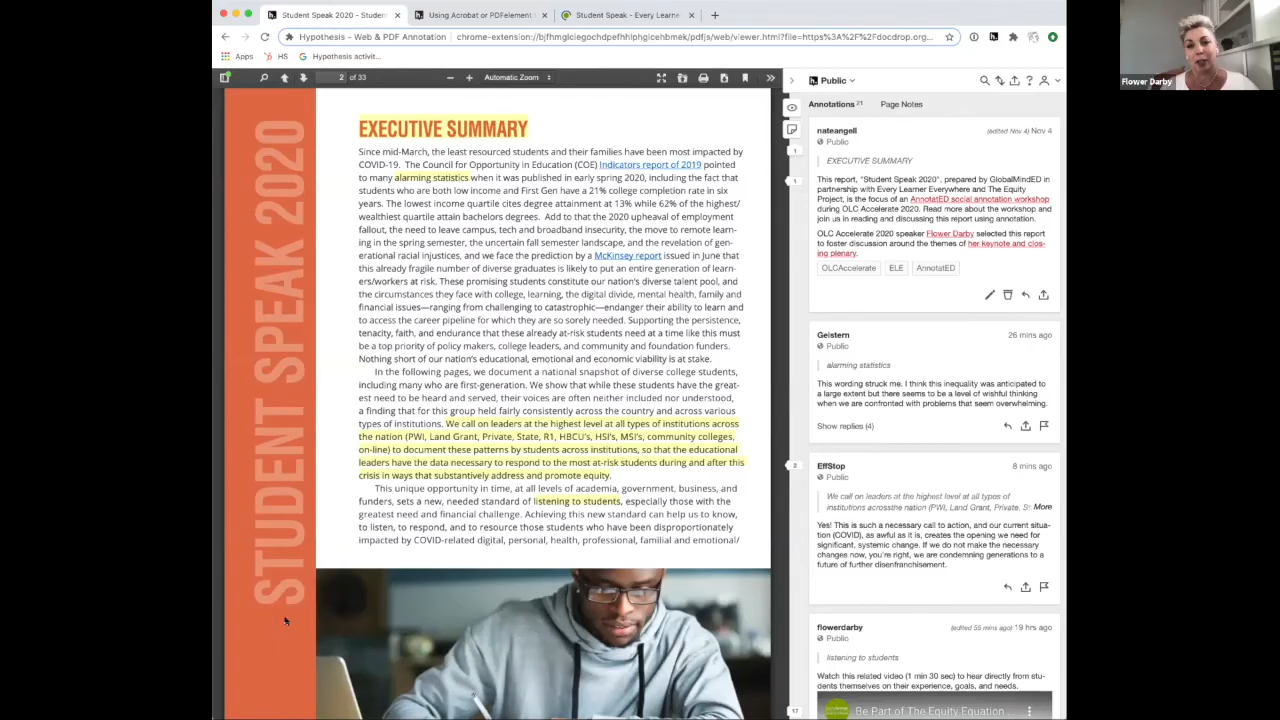 Student Speak 2020 - Studen
Using Acrobat or PDFelement
Student Speak - Every Learne
Hypothesis - Web & PDF Annotation
chrome-extension://bjfhmglciegochdpefhhlphglcehbmek/pdfjs/web/viewer.html?file=https%3A%2F%2Fdocdrop.org...
Apps
HS
Hypothesis activit...
2 of 33
Automatic Zoom
STUDENT SPEAK 2020
EXECUTIVE SUMMARY
Since mid-March, the least resourced students and their families have been most impacted by
COVID-19. The Council for Opportunity in Education (COE) Indicators report of 2019 pointed
to many alarming statistics when it was published in early spring 2020, including the fact that
students who are both low income and First Gen have a 21% college completion rate in six
years. The lowest income quartile cites degree attainment at 13% while 62% of the highest/
wealthiest quartile attain bachelors degrees. Add to that the 2020 upheaval of employment
fallout, the need to leave campus, tech and broadband insecurity, the move to remote learn-
ing in the spring semester, the uncertain fall semester landscape, and the revelation of gen-
erational racial injustices, and we face the prediction by a McKinsey report issued in June that
this already fragile number of diverse graduates is likely to put an entire generation of learn-
ers/workers at risk. These promising students constitute our nation's diverse talent pool, and
the circumstances they face with college, learning, the digital divide, mental health, family and
financial issues—ranging from challenging to catastrophic—endanger their ability to learn and
to access the career pipeline for which they are so sorely needed. Supporting the persistence,
tenacity, faith, and endurance that these already at-risk students need at a time like this must
be a top priority of policy makers, college leaders, and community and foundation funders.
Nothing short of our nation's educational, emotional and economic viability is at stake.
In the following pages, we document a national snapshot of diverse college students,
including many who are first-generation. We show that while these students have the great-
est need to be heard and served, their voices are often neither included nor understood,
a finding that for this group held fairly consistently across the country and across various
types of institutions. We call on leaders at the highest level at all types of institutions across
the nation (PWI, Land Grant, Private, State, R1, HBCU's, HSI's, MSI's, community colleges,
on-line) to document these patterns by students across institutions, so that the educational
leaders have the data necessary to respond to the most at-risk students during and after this
crisis in ways that substantively address and promote equity.
This unique opportunity in time, at all levels of academia, government, business, and
funders, sets a new, needed standard of listening to students, especially those with the
greatest need and financial challenge. Achieving this new standard can help us to know,
to listen, to respond, and to resource those students who have been disproportionately
impacted by COVID-related digital, personal, health, professional, familial and emotional/
Public
Annotations 21
Page Notes
1
1
2
17
nateangell
(edited Nov 4) Nov 4
Public
EXECUTIVE SUMMARY
This report, "Student Speak 2020", prepared by GlobalMindED in
partnership with Every Learner Everywhere and The Equity
Project, is the focus of an AnnotatED social annotation workshop
during OLC Accelerate 2020. Read more about the workshop and
join us in reading and discussing this report using annotation.
OLC Accelerate 2020 speaker Flower Darby selected this report
to foster discussion around the themes of her keynote and clos-
ing plenary.
OLCAccelerate
ELE
AnnotatED
Geistern
26 mins ago
Public
alarming statistics
This wording struck me. I think this inequality was anticipated to
a large extent but there seems to be a level of wishful thinking
when we are confronted with problems that seem overwhelming.
Show replies (4)
EffStop
8 mins ago
Public
We call on leaders at the highest level at all types of
institutions acrossthe nation (PWI, Land Grant, Private, St
More
Yes! This is such a necessary call to action, and our current situa-
tion (COVID), as awful as it is, creates the opening we need for
significant, systemic change. If we do not make the necessary
changes now, you're right, we are condemning generations to a
future of further disenfranchisement.
flowerdarby
(edited 55 mins ago) 19 hrs ago
Public
listening to students
Watch this related video (1 min 30 sec) to hear directly from stu-
dents themselves on their experience, goals, and needs.
Be Part of The Equity Equation
Flower Darby